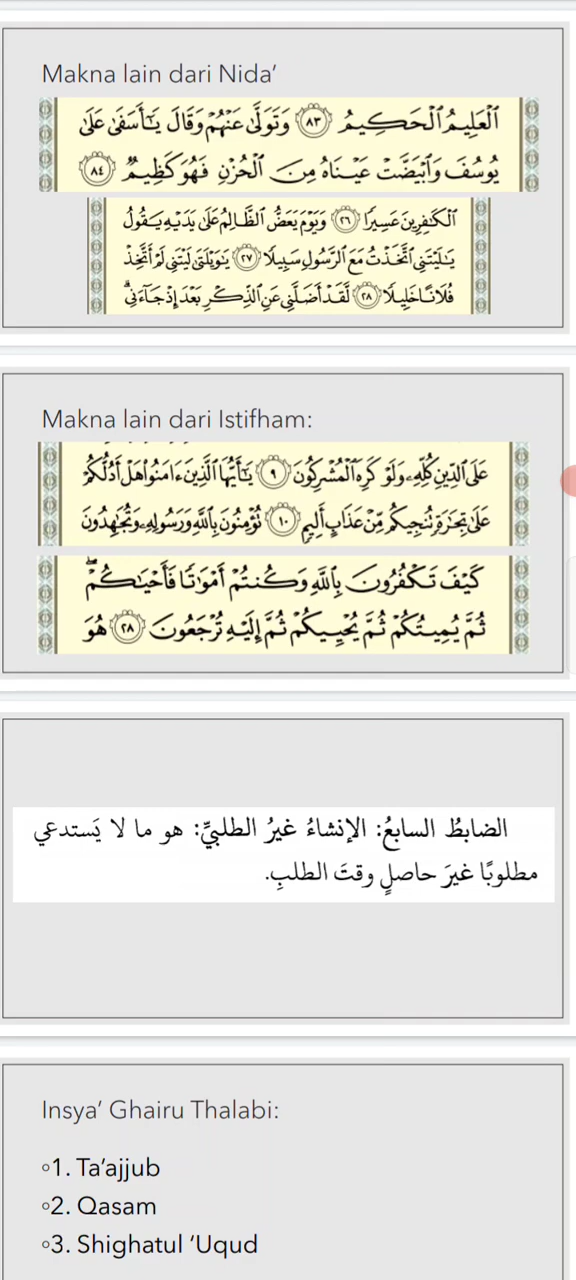 Makna lain dari Nida’
ٱلْعَلِيمُ ٱلْحَكِيمُ ٨٣ وَتَوَلَّىٰ عَنْهُمْ وَقَالَ يَـٰٓأَسَفَىٰ عَلَىٰ
يُوسُفَ وَٱبْيَضَّتْ عَيْنَاهُ مِنَ ٱلْحُزْنِ فَهُوَ كَظِيمٌ ٨٤
ٱلْكَـٰفِرِينَ عَسِيرًا ٢٦ وَيَوْمَ يَعَضُّ ٱلظَّالِمُ عَلَىٰ يَدَيْهِ يَقُولُ
يَـٰلَيْتَنِى ٱتَّخَذْتُ مَعَ ٱلرَّسُولِ سَبِيلًا ٢٧ يَـٰوَيْلَتَىٰ لَيْتَنِى لَمْ أَتَّخِذْ
فُلَانًا خَلِيلًا ٢٨ لَّقَدْ أَضَلَّنِى عَنِ ٱلذِّكْرِ بَعْدَ إِذْ جَآءَنِى ۗ
Makna lain dari Istifham:
عَلَى ٱلدِّينِ كُلِّهِۦ وَلَوْ كَرِهَ ٱلْمُشْرِكُونَ ٩ يَـٰٓأَيُّهَا ٱلَّذِينَ ءَامَنُوا۟ هَلْ أَدُلُّكُمْ
عَلَىٰ تِجَـٰرَةٍ تُنجِيكُم مِّنْ عَذَابٍ أَلِيمٍ ١٠ تُؤْمِنُونَ بِٱللَّهِ وَرَسُولِهِۦ وَتُجَـٰهِدُونَ
كَيْفَ تَكْفُرُونَ بِٱللَّهِ وَكُنتُمْ أَمْوَٰتًا فَأَحْيَـٰكُمْ ۖ
ثُمَّ يُمِيتُكُمْ ثُمَّ يُحْيِيكُمْ ثُمَّ إِلَيْهِ تُرْجَعُونَ ٢٨ هُوَ
الضابطُ السابعُ: الإنشاءُ غيرُ الطلبيِّ: هو ما لا يَستدعي
مطلوبًا غيرَ حاصلٍ وقتَ الطلبِ.
Insya’ Ghairu Thalabi:
◦1. Ta’ajjub
◦2. Qasam
◦3. Shighatul ‘Uqud